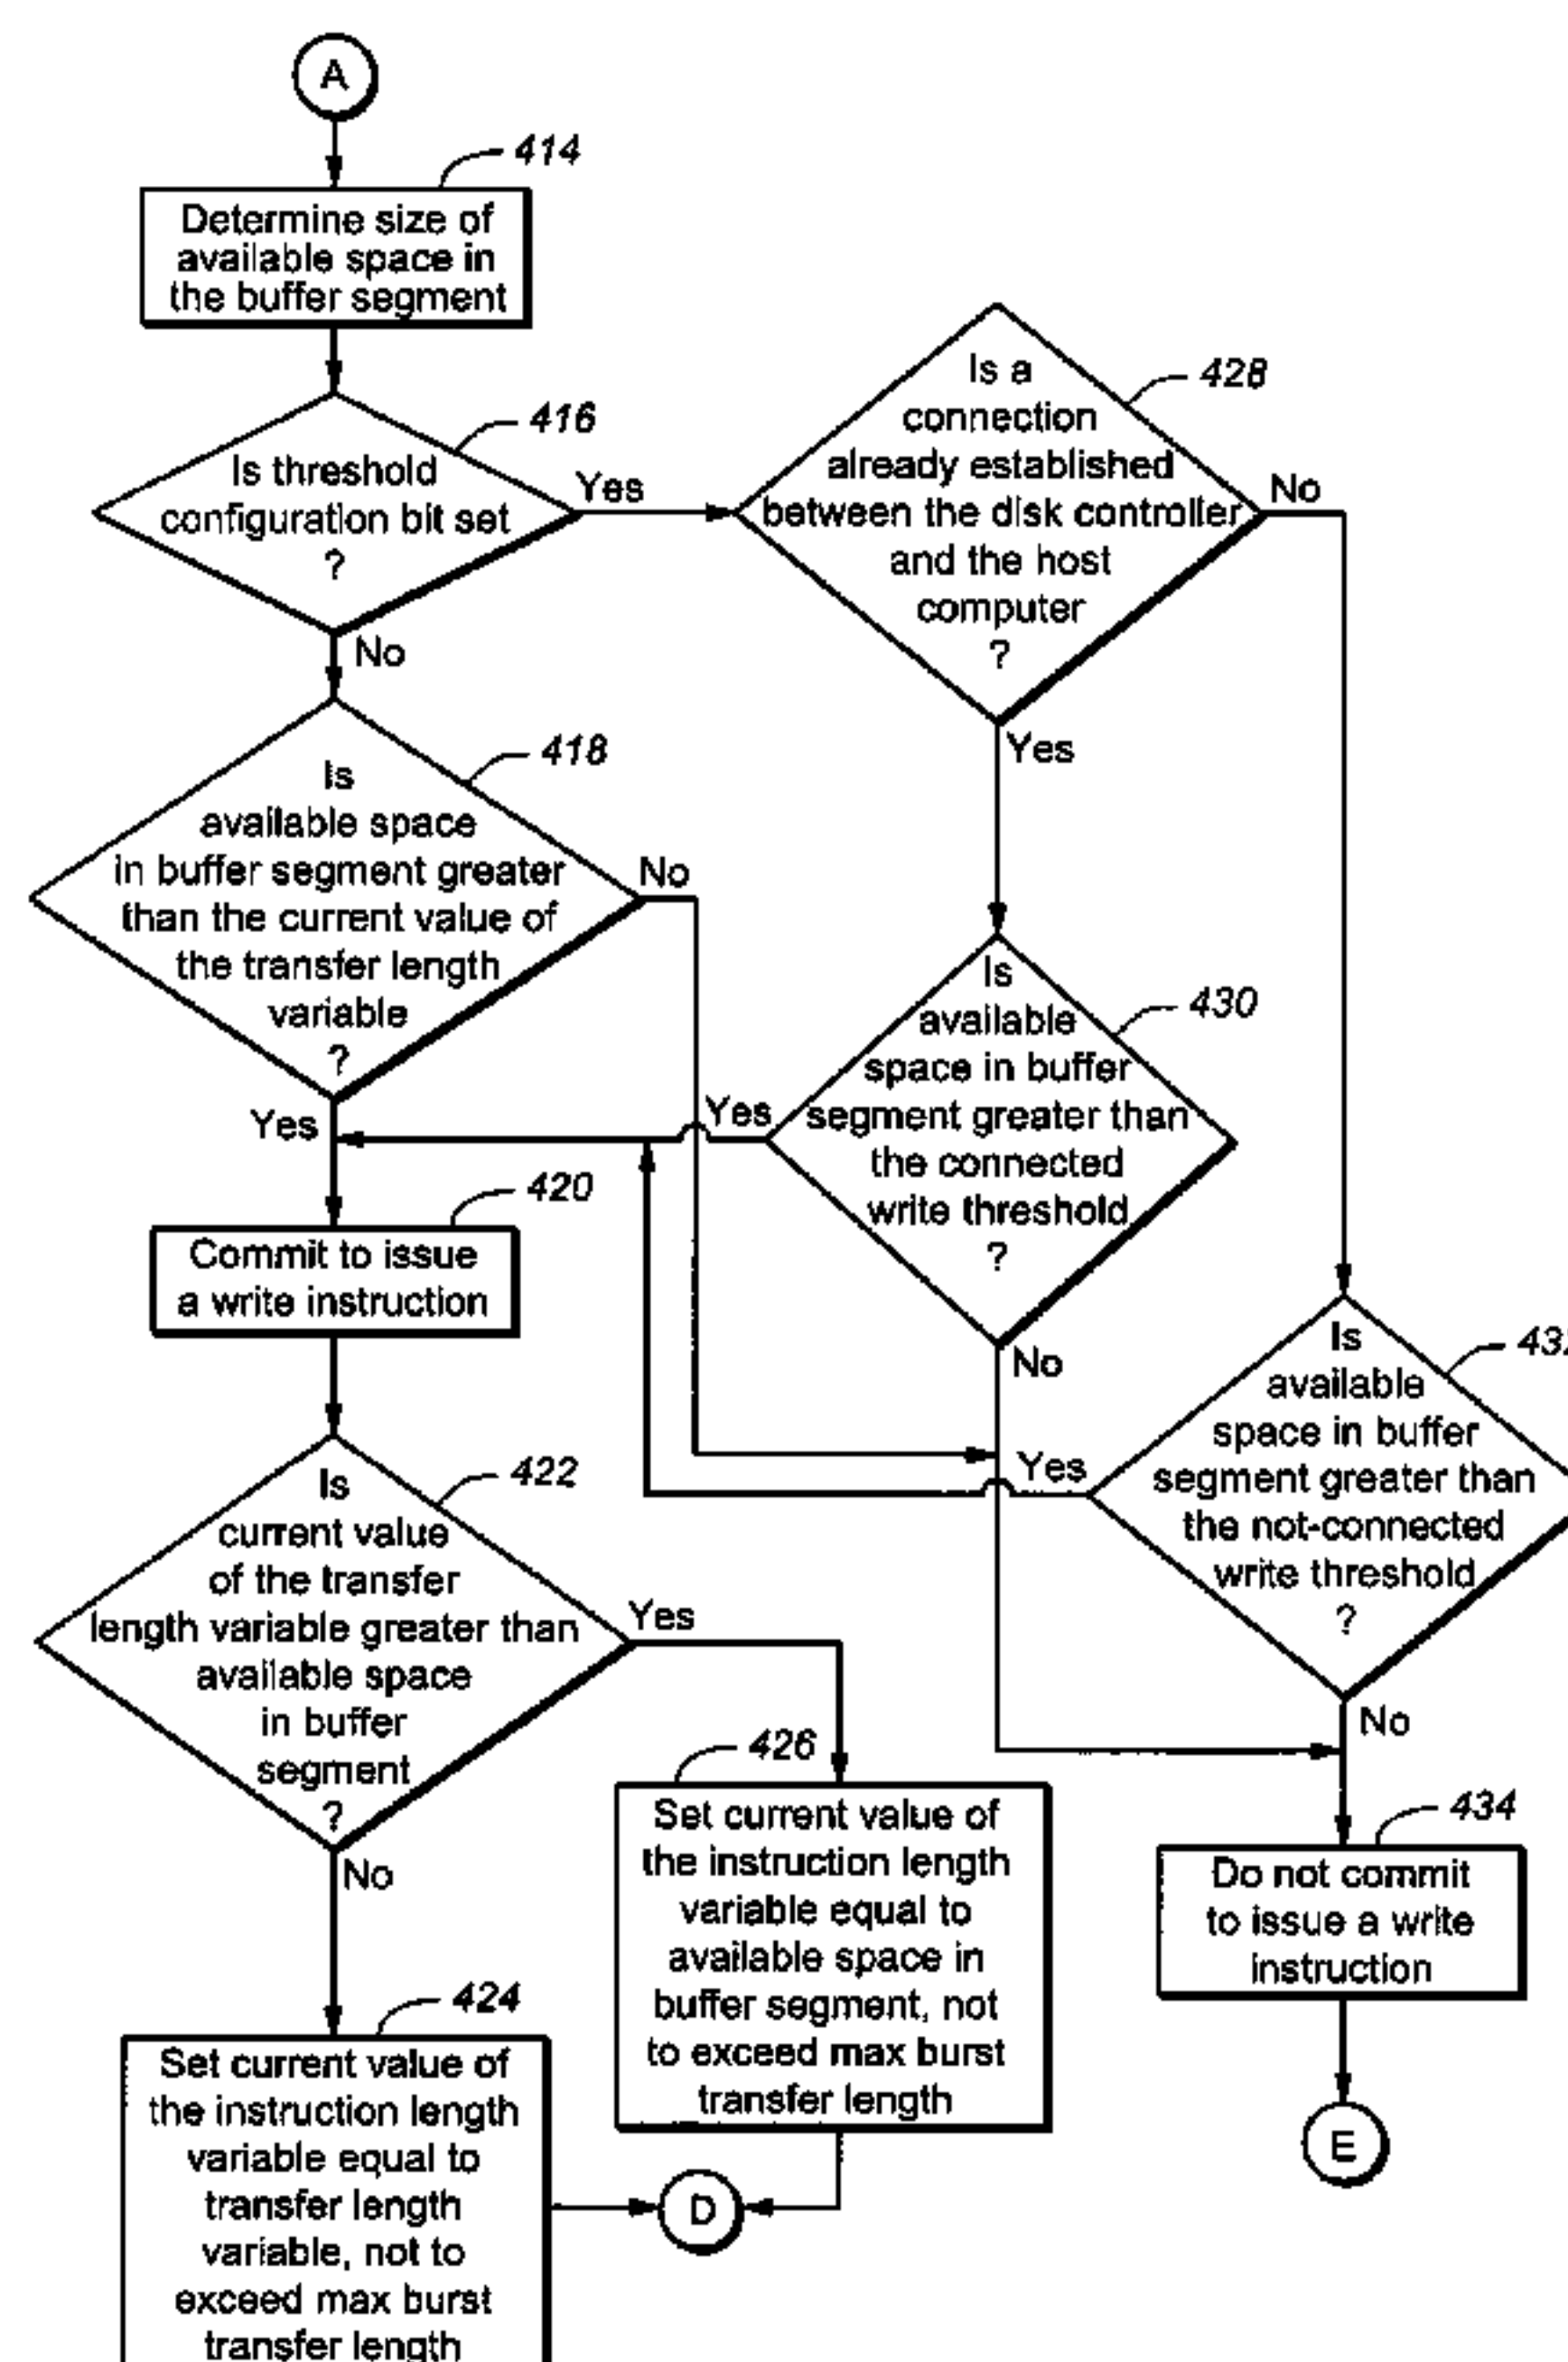 A
414
Determine size of
available space in
the buffer segment
416
Is threshold
configuration bit set
?
Yes
No
428
Is a
connection
already established
between the disk controller
and the host
computer
?
No
Yes
418
Is
available space
in buffer segment greater
than the current value of
the transfer length
variable
?
No
Yes
430
Is
available
space in buffer
segment greater than
the connected
write threshold
?
Yes
No
420
Commit to issue
a write instruction
Is
available
space in buffer
segment greater than
the not-connected
write threshold
?
Yes
No
422
Is
current value
of the transfer
length variable greater than
available space
in buffer
segment
?
Yes
No
426
Set current value of
the instruction length
variable equal to
available space in
buffer segment, not
to exceed max burst
transfer length
434
Do not commit
to issue a write
instruction
424
Set current value of
the instruction length
variable equal to
transfer length
variable, not to
exceed max burst
transfer length
D
E